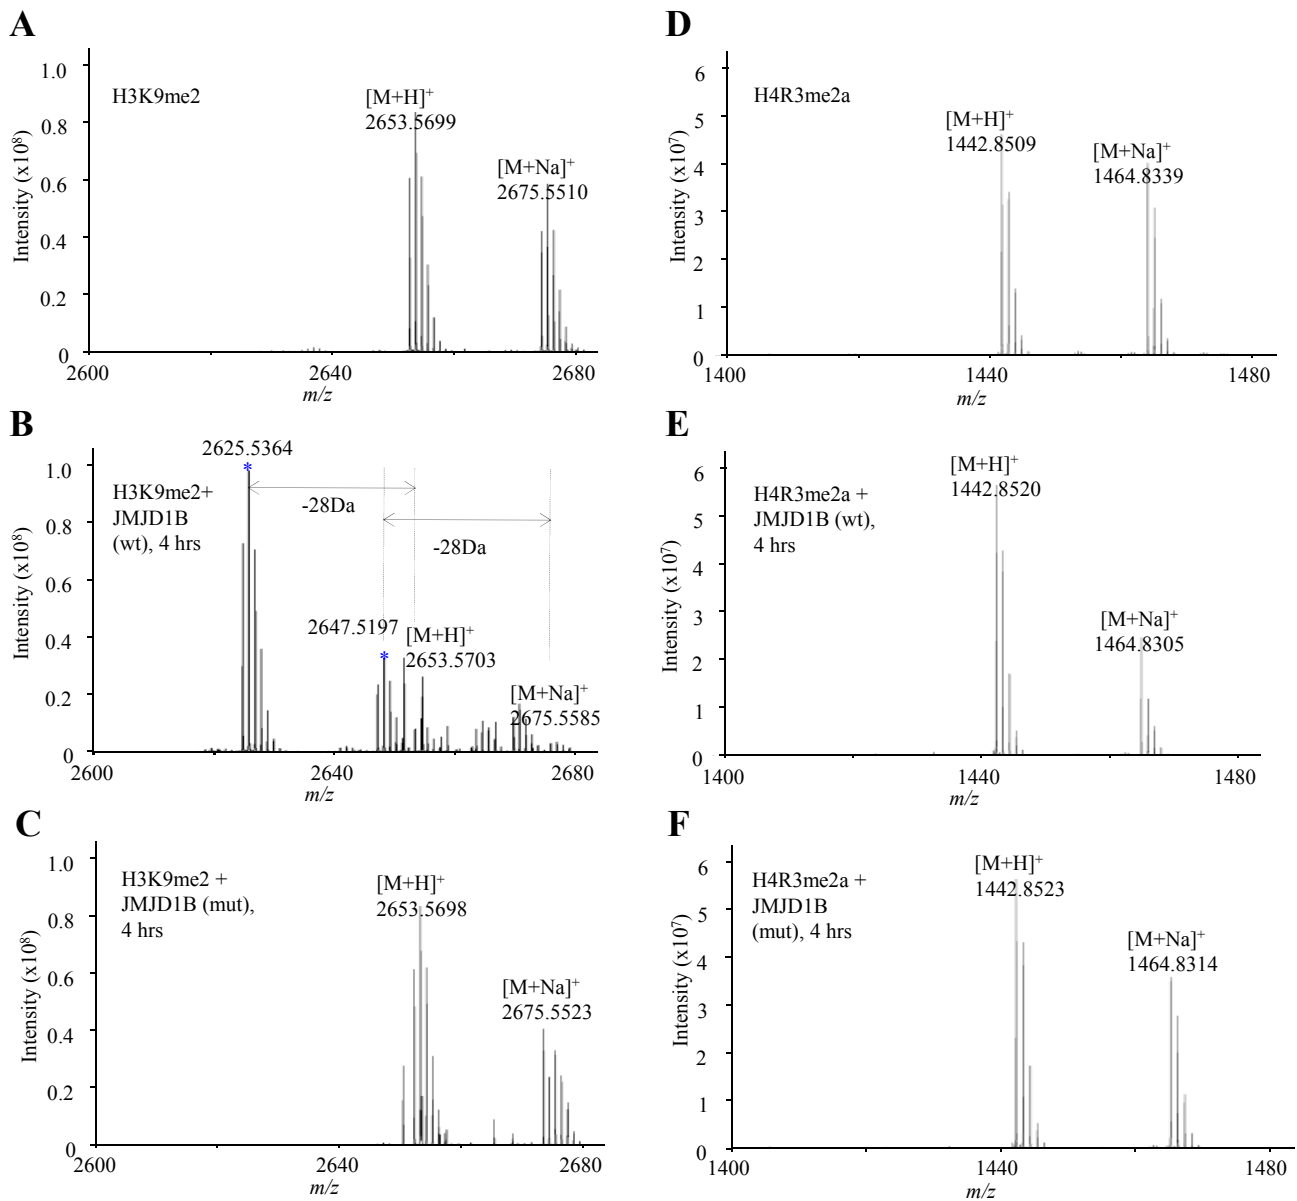 A
Intensity (x10⁸)
1.0
0.8
0.6
0.4
0.2
0
H3K9me2
[M+H]⁺
2653.5699
[M+Na]⁺
2675.5510
2600
2640
2680
m/z
D
Intensity (x10⁷)
6
5
4
3
2
1
0
H4R3me2a
[M+H]⁺
1442.8509
[M+Na]⁺
1464.8339
1400
1440
1480
m/z
B
Intensity (x10⁸)
1.0
0.8
0.6
0.4
0.2
0
2625.5364
*
H3K9me2+
JMJD1B
(wt), 4 hrs
-28Da
-28Da
2647.5197
*
[M+H]⁺
2653.5703
[M+Na]⁺
2675.5585
2600
2640
2680
m/z
E
Intensity (x10⁷)
6
5
4
3
2
1
0
H4R3me2a +
JMJD1B (wt),
4 hrs
[M+H]⁺
1442.8520
[M+Na]⁺
1464.8305
1400
1440
1480
m/z
C
Intensity (x10⁸)
1.0
0.8
0.6
0.4
0.2
0
H3K9me2 +
JMJD1B (mut),
4 hrs
[M+H]⁺
2653.5698
[M+Na]⁺
2675.5523
2600
2640
2680
m/z
F
Intensity (x10⁷)
6
5
4
3
2
1
0
H4R3me2a +
JMJD1B
(mut), 4 hrs
[M+H]⁺
1442.8523
[M+Na]⁺
1464.8314
1400
1440
1480
m/z